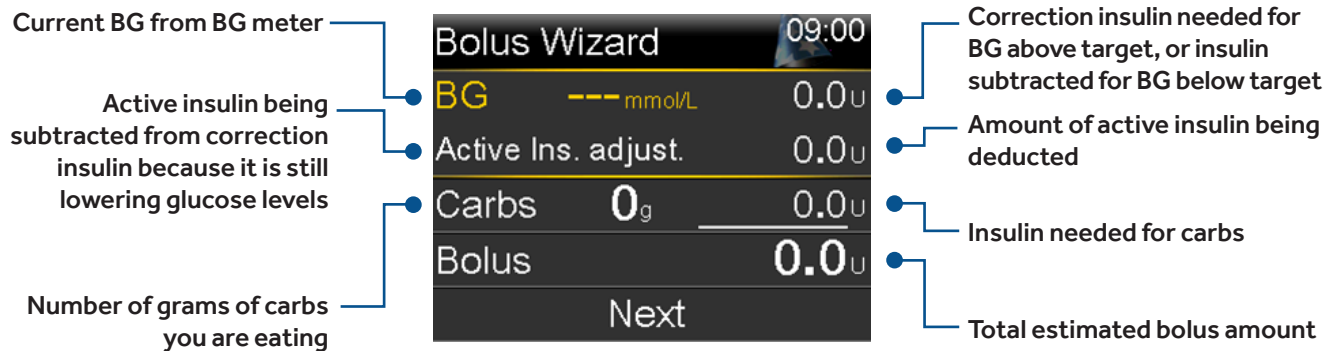 Current BG from BG meter
Active insulin being
subtracted from correction
insulin because it is still
lowering glucose levels
Number of grams of carbs
you are eating
Bolus Wizard 09:00
BG ---mmol/L 0.0U
Active Ins. adjust. 0.0U
Carbs 0g 0.0U
Bolus 0.0U
Next
Correction insulin needed for
BG above target, or insulin
subtracted for BG below target
Amount of active insulin being
deducted
Insulin needed for carbs
Total estimated bolus amount